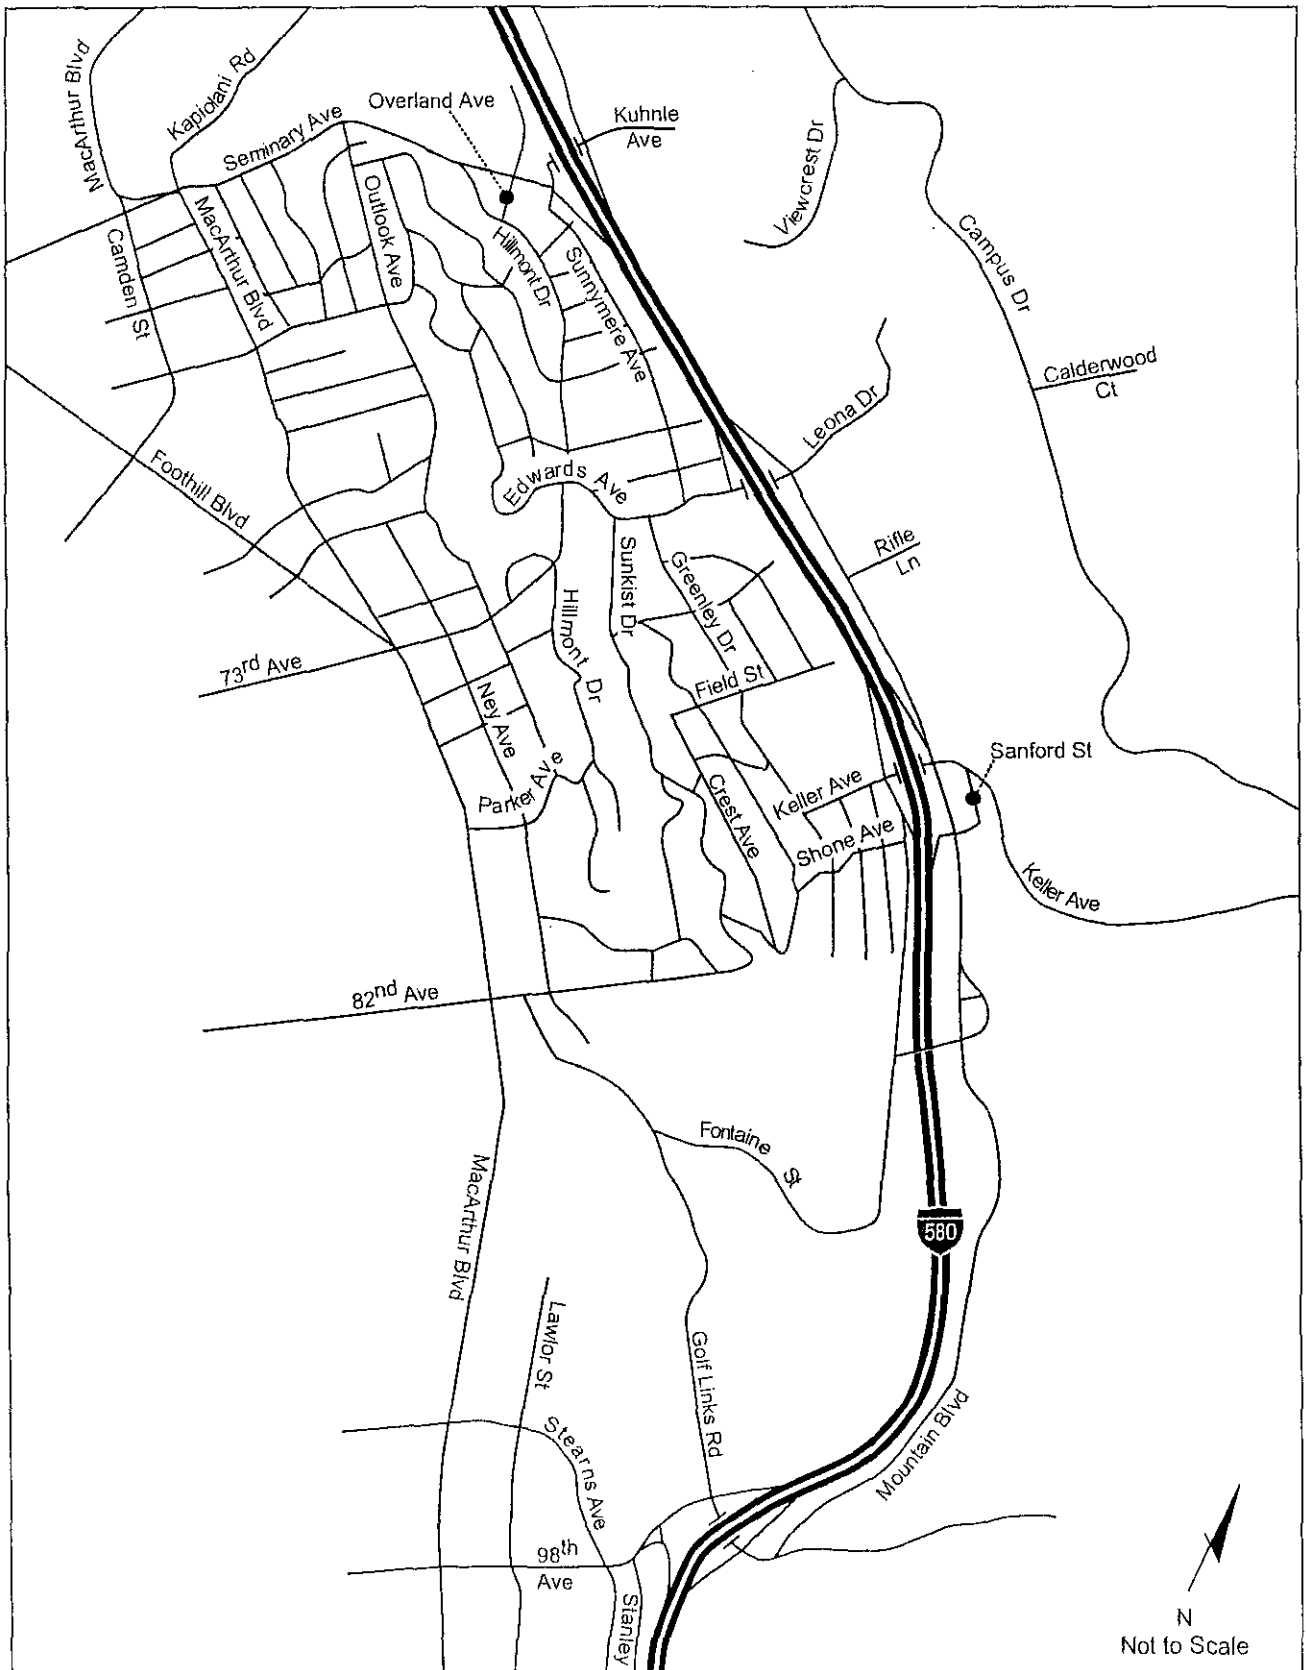 MacArthur Blvd
Kapiolani Rd
Overland Ave
Kuhnle
Ave
Seminary Ave
Viewcrest Dr
Campus Dr
MacArthur Blvd
Outlook Ave
Camden St
Hillmont Dr
Sunnymere Ave
Calderwood
Ct
Leona Dr
Foothill Blvd
Edwards Ave
Rifle
Ln
Sunkist Dr
Greenley Dr
Hillmont Dr
73rd Ave
Field St
Ney Ave
Sanford St
Parker Ave
Keller Ave
Crest Ave
Shone Ave
Keller Ave
82nd Ave
Fontaine St
MacArthur Blvd
580
Lawlor St
Golf Links Rd
Stearns Ave
Mountain Blvd
98th
Ave
Stanley
N
Not to Scale